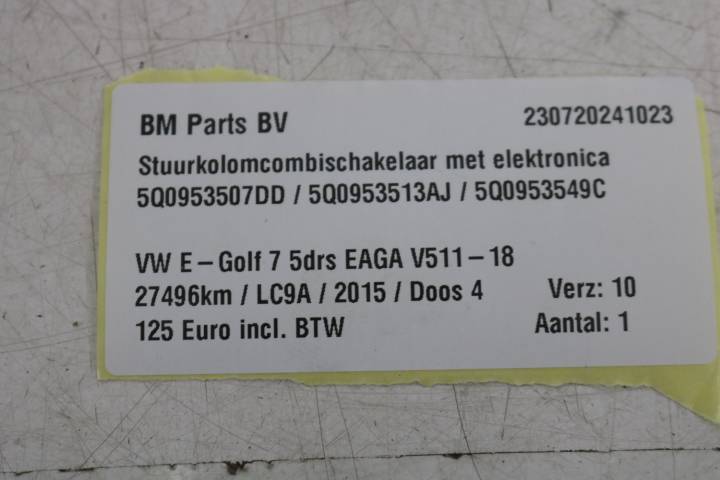 BM Parts BV 230720241023
Stuurkolomcombischakelaar met elektronica
5Q0953507DD / 5Q0953513AJ / 5Q0953549C
VW E-Golf 7 5drs EAGA V511-18
27496km / LC9A / 2015 / Doos 4 Verz: 10
125 Euro incl. BTW Aantal: 1